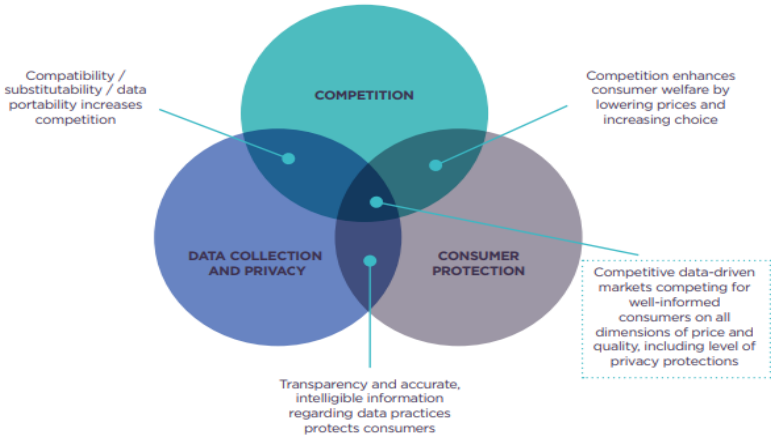 Compatibility /
substitutability / data
portability increases
competition
COMPETITION
Competition enhances
consumer welfare by
lowering prices and
increasing choice
DATA COLLECTION
AND PRIVACY
CONSUMER
PROTECTION
Competitive data-driven
markets competing for
well-informed
consumers on all
dimensions of price and
quality, including level of
privacy protections
Transparency and accurate,
intelligible information
regarding data practices
protects consumers